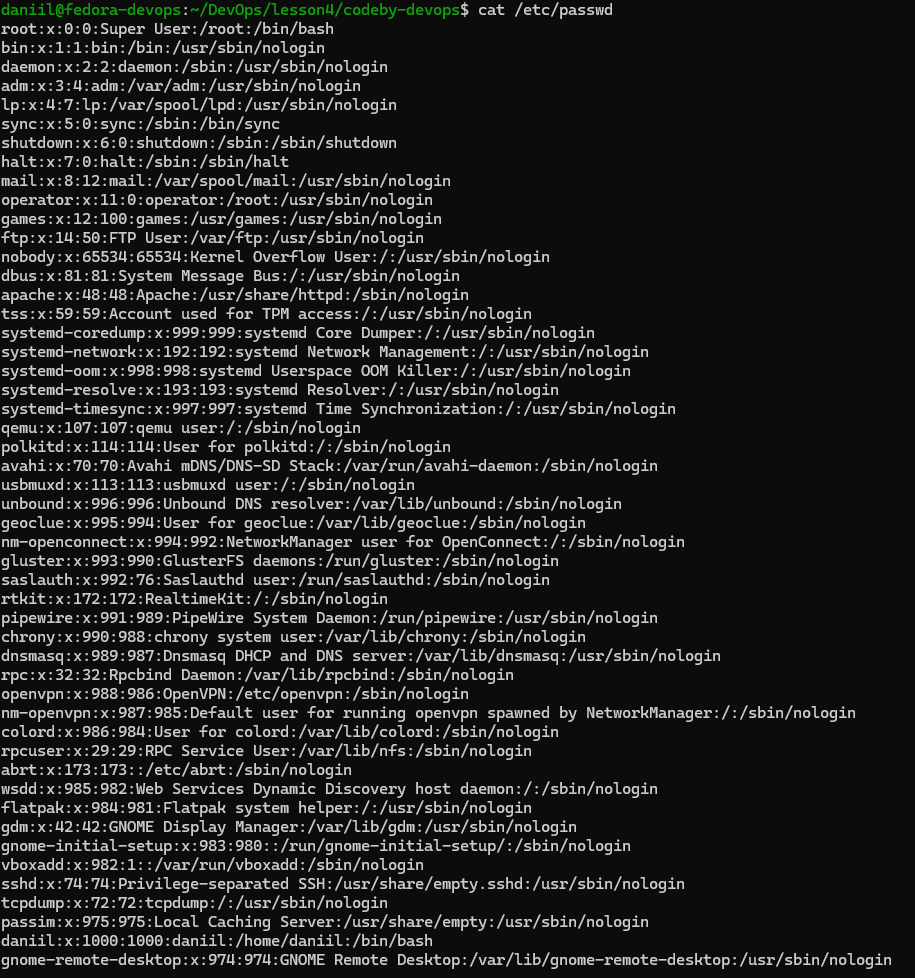 daniil@fedora-devops:~/DevOps/lesson4/codeby-devops$ cat /etc/passwd
root:x:0:0:Super User:/root:/bin/bash
bin:x:1:1:bin:/bin:/usr/sbin/nologin
daemon:x:2:2:daemon:/sbin:/usr/sbin/nologin
adm:x:3:4:adm:/var/adm:/usr/sbin/nologin
lp:x:4:7:lp:/var/spool/lpd:/usr/sbin/nologin
sync:x:5:0:sync:/sbin:/bin/sync
shutdown:x:6:0:shutdown:/sbin:/sbin/shutdown
halt:x:7:0:halt:/sbin:/sbin/halt
mail:x:8:12:mail:/var/spool/mail:/usr/sbin/nologin
operator:x:11:0:operator:/root:/usr/sbin/nologin
games:x:12:100:games:/usr/games:/usr/sbin/nologin
ftp:x:14:50:FTP User:/var/ftp:/usr/sbin/nologin
nobody:x:65534:65534:Kernel Overflow User:/:/usr/sbin/nologin
dbus:x:81:81:System Message Bus:/:/usr/sbin/nologin
apache:x:48:48:Apache:/usr/share/httpd:/sbin/nologin
tss:x:59:59:Account used for TPM access:/:/usr/sbin/nologin
systemd-coredump:x:999:999:systemd Core Dumper:/:/usr/sbin/nologin
systemd-network:x:192:192:systemd Network Management:/:/usr/sbin/nologin
systemd-oom:x:998:998:systemd Userspace OOM Killer:/:/usr/sbin/nologin
systemd-resolve:x:193:193:systemd Resolver:/:/usr/sbin/nologin
systemd-timesync:x:997:997:systemd Time Synchronization:/:/usr/sbin/nologin
qemu:x:107:107:qemu user:/:/sbin/nologin
polkitd:x:114:114:User for polkitd:/:/sbin/nologin
avahi:x:70:70:Avahi mDNS/DNS-SD Stack:/var/run/avahi-daemon:/sbin/nologin
usbmuxd:x:113:113:usbmuxd user:/:/sbin/nologin
unbound:x:996:996:Unbound DNS resolver:/var/lib/unbound:/sbin/nologin
geoclue:x:995:994:User for geoclue:/var/lib/geoclue:/sbin/nologin
nm-openconnect:x:994:992:NetworkManager user for OpenConnect:/:/sbin/nologin
gluster:x:993:990:GlusterFS daemons:/run/gluster:/sbin/nologin
saslauth:x:992:76:Saslauthd user:/run/saslauthd:/sbin/nologin
rtkit:x:172:172:RealtimeKit:/:/sbin/nologin
pipewire:x:991:989:PipeWire System Daemon:/run/pipewire:/usr/sbin/nologin
chrony:x:990:988:chrony system user:/var/lib/chrony:/sbin/nologin
dnsmasq:x:989:987:Dnsmasq DHCP and DNS server:/var/lib/dnsmasq:/usr/sbin/nologin
rpc:x:32:32:Rpcbind Daemon:/var/lib/rpcbind:/sbin/nologin
openvpn:x:988:986:OpenVPN:/etc/openvpn:/sbin/nologin
nm-openvpn:x:987:985:Default user for running openvpn spawned by NetworkManager:/:/sbin/nologin
colord:x:986:984:User for colord:/var/lib/colord:/sbin/nologin
rpcuser:x:29:29:RPC Service User:/var/lib/nfs:/sbin/nologin
abrt:x:173:173::/etc/abrt:/sbin/nologin
wsdd:x:985:982:Web Services Dynamic Discovery host daemon:/:/sbin/nologin
flatpak:x:984:981:Flatpak system helper:/:/usr/sbin/nologin
gdm:x:42:42:GNOME Display Manager:/var/lib/gdm:/usr/sbin/nologin
gnome-initial-setup:x:983:980::/run/gnome-initial-setup/:/sbin/nologin
vboxadd:x:982:1::/var/run/vboxadd:/sbin/nologin
sshd:x:74:74:Privilege-separated SSH:/usr/share/empty.sshd:/usr/sbin/nologin
tcpdump:x:72:72:tcpdump:/:/usr/sbin/nologin
passim:x:975:975:Local Caching Server:/usr/share/empty:/usr/sbin/nologin
daniil:x:1000:1000:daniil:/home/daniil:/bin/bash
gnome-remote-desktop:x:974:974:GNOME Remote Desktop:/var/lib/gnome-remote-desktop:/usr/sbin/nologin